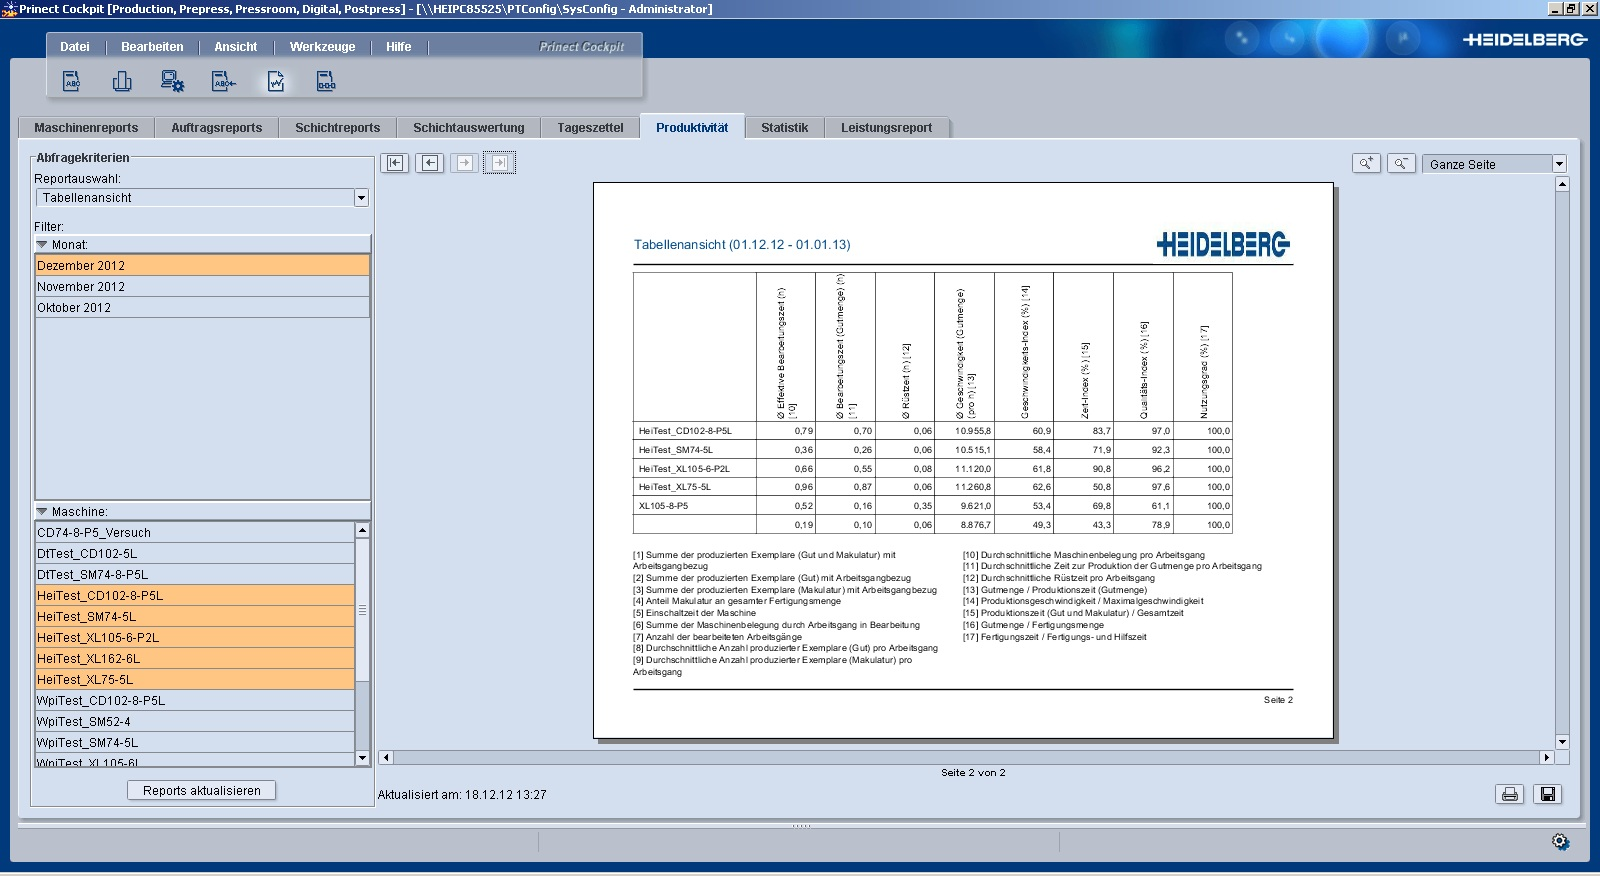 Prinect Cockpit [Production, Prepress, Pressroom, Digital, Postpress] - [\\HEIPC85525\PTConfig\SysConfig - Administrator]
Datei Bearbeiten Ansicht Werkzeuge Hilfe Prinect Cockpit
HEIDELBERG
ABC ABC
Maschinenreports Auftragsreports Schichtreports Schichtauswertung Tageszettel Produktivität Statistik Leistungsreport
Abfragekriterien
Reportauswahl:
Tabellenansicht
Filter:
Monat:
Dezember 2012
November 2012
Oktober 2012
Maschine:
CD74-8-P5_Versuch
DtTest_CD102-5L
DtTest_SM74-8-P5L
HeiTest_CD102-8-P5L
HeiTest_SM74-5L
HeiTest_XL105-6-P2L
HeiTest_XL162-6L
HeiTest_XL75-5L
WpiTest_CD102-8-P5L
WpiTest_SM52-4
WpiTest_SM74-5L
WpiTest_XL105-6L
Reports aktualisieren
Ganze Seite
Tabellenansicht (01.12.12 - 01.01.13)
HEIDELBERG
Ø Effektive Bearbeitungszeit (h) [10]
Ø Bearbeitungszeit (Gutmenge) (h) [11]
Ø Rüstzeit (h) [12]
Ø Geschwindigkeit (Gutmenge) (pro h) [13]
Geschwindigkeits-Index (%) [14]
Zeit-Index (%) [15]
Qualitäts-Index (%) [16]
Nutzungsgrad (%) [17]
HeiTest_CD102-8-P5L 0,79 0,70 0,06 10.955,8 60,9 83,7 97,0 100,0
HeiTest_SM74-5L 0,36 0,26 0,06 10.515,1 58,4 71,9 92,3 100,0
HeiTest_XL105-6-P2L 0,66 0,55 0,08 11.120,0 61,8 90,8 96,2 100,0
HeiTest_XL75-5L 0,96 0,87 0,06 11.260,8 62,6 50,8 97,6 100,0
XL105-8-P5 0,52 0,16 0,35 9.621,0 53,4 69,8 61,1 100,0
0,19 0,10 0,06 8.876,7 49,3 43,3 78,9 100,0
[1] Summe der produzierten Exemplare (Gut und Makulatur) mit
Arbeitsgangbezug
[2] Summe der produzierten Exemplare (Gut) mit Arbeitsgangbezug
[3] Summe der produzierten Exemplare (Makulatur) mit Arbeitsgangbezug
[4] Anteil Makulatur an gesamter Fertigungsmenge
[5] Einschaltzeit der Maschine
[6] Summe der Maschinenbelegung durch Arbeitsgang in Bearbeitung
[7] Anzahl der bearbeiteten Arbeitsgänge
[8] Durchschnittliche Anzahl produzierter Exemplare (Gut) pro Arbeitsgang
[9] Durchschnittliche Anzahl produzierter Exemplare (Makulatur) pro
Arbeitsgang
[10] Durchschnittliche Maschinenbelegung pro Arbeitsgang
[11] Durchschnittliche Zeit zur Produktion der Gutmenge pro Arbeitsgang
[12] Durchschnittliche Rüstzeit pro Arbeitsgang
[13] Gutmenge / Produktionszeit (Gutmenge)
[14] Produktionsgeschwindigkeit / Maximalgeschwindigkeit
[15] Produktionszeit (Gut und Makulatur) / Gesamtzeit
[16] Gutmenge / Fertigungsmenge
[17] Fertigungszeit / Fertigungs- und Hilfszeit
Seite 2
Seite 2 von 2
Aktualisiert am: 18.12.12 13:27